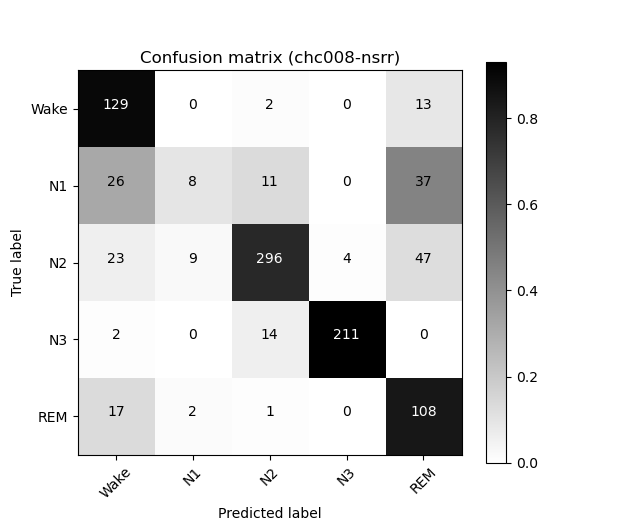 Confusion matrix (chc008-nsrr)
Wake 129 0 2 0 13
N1 26 8 11 0 37
N2 23 9 296 4 47
N3 2 0 14 211 0
REM 17 2 1 0 108
Wake N1 N2 N3 REM
Predicted label
True label
0.8
0.6
0.4
0.2
0.0